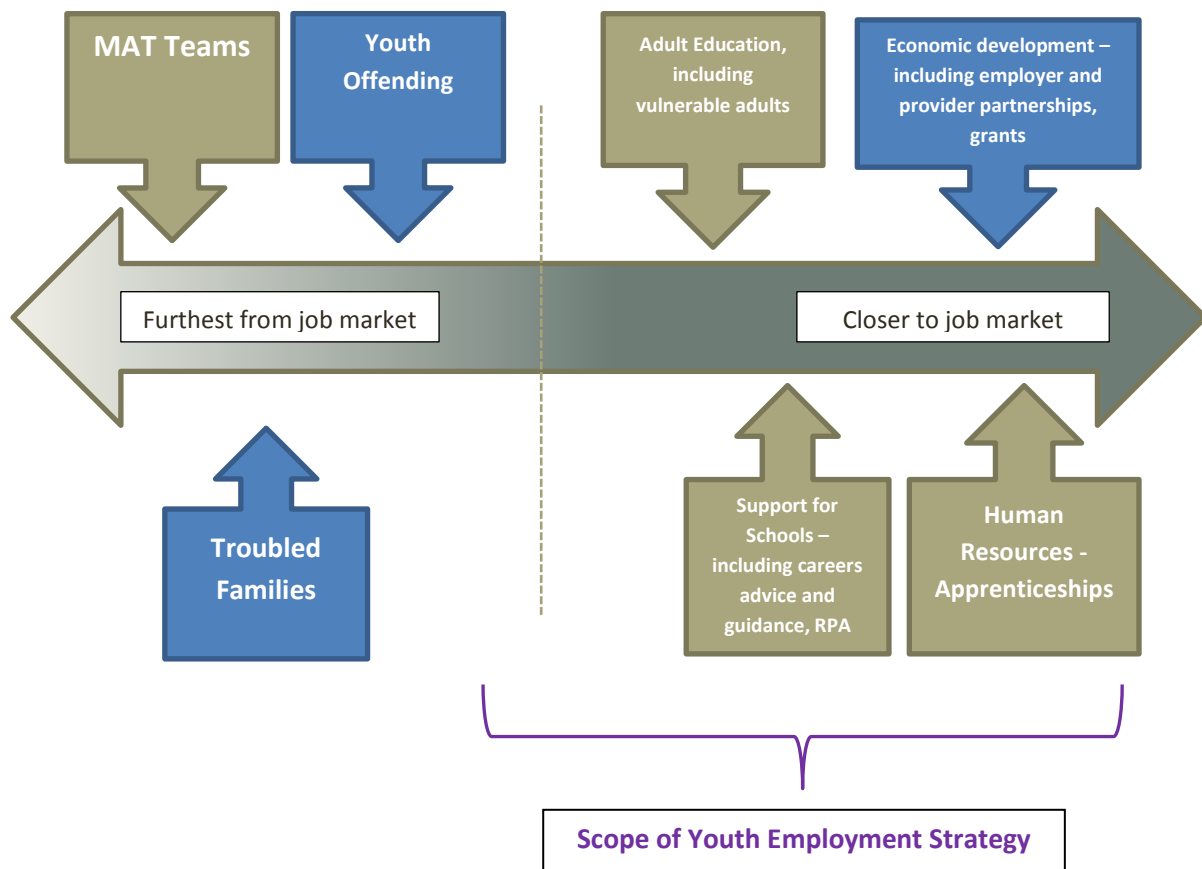 MAT Teams
Youth
Offending
Adult Education,
including
vulnerable adults
Economic development –
including employer and
provider partnerships,
grants
Furthest from job market
Closer to job market
Troubled
Families
Support for
Schools –
including careers
advice and
guidance, RPA
Human
Resources -
Apprenticeships
Scope of Youth Employment Strategy